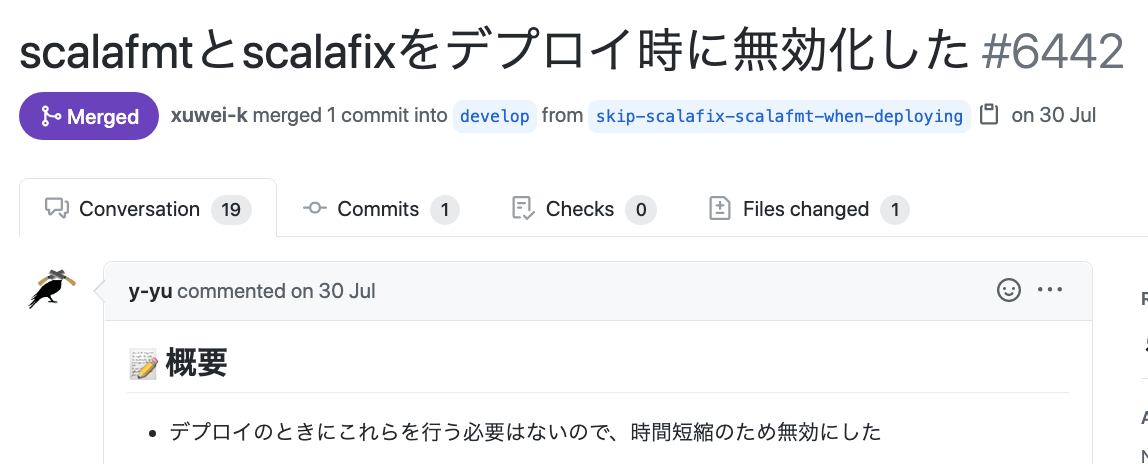 scalafmtとscalafixをデプロイ時に無効化した #6442
Merged xuwei-k merged 1 commit into develop from skip-scalafix-scalafmt-when-deploying on 30 Jul
Conversation 19 Commits 1 Checks 0 Files changed 1
y-yu commented on 30 Jul
概要
• デプロイのときにこれらを行う必要はないので、時間短縮のため無効にした